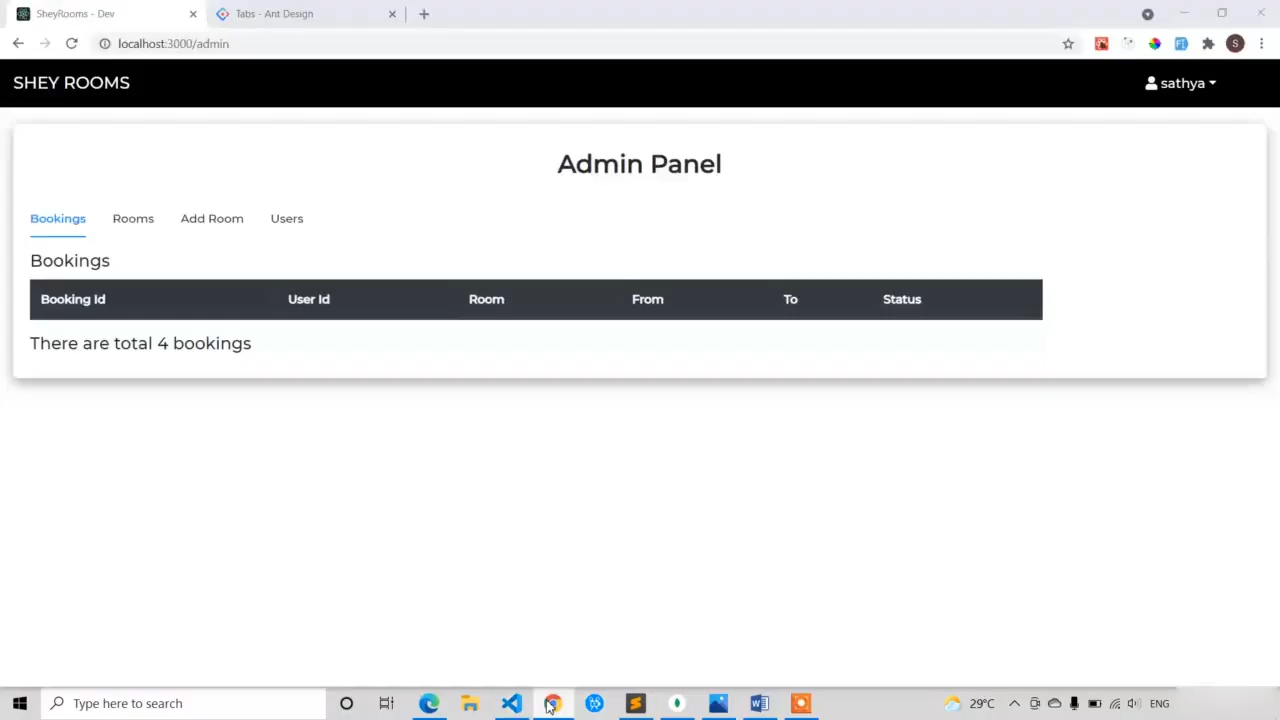 SheyRooms - Dev
Tabs - Ant Design
localhost:3000/admin
S
SHEY ROOMS
sathya
Admin Panel
Bookings Rooms Add Room Users
Bookings
Booking Id User Id Room From To Status
There are total 4 bookings
Type here to search
29°C
ENG